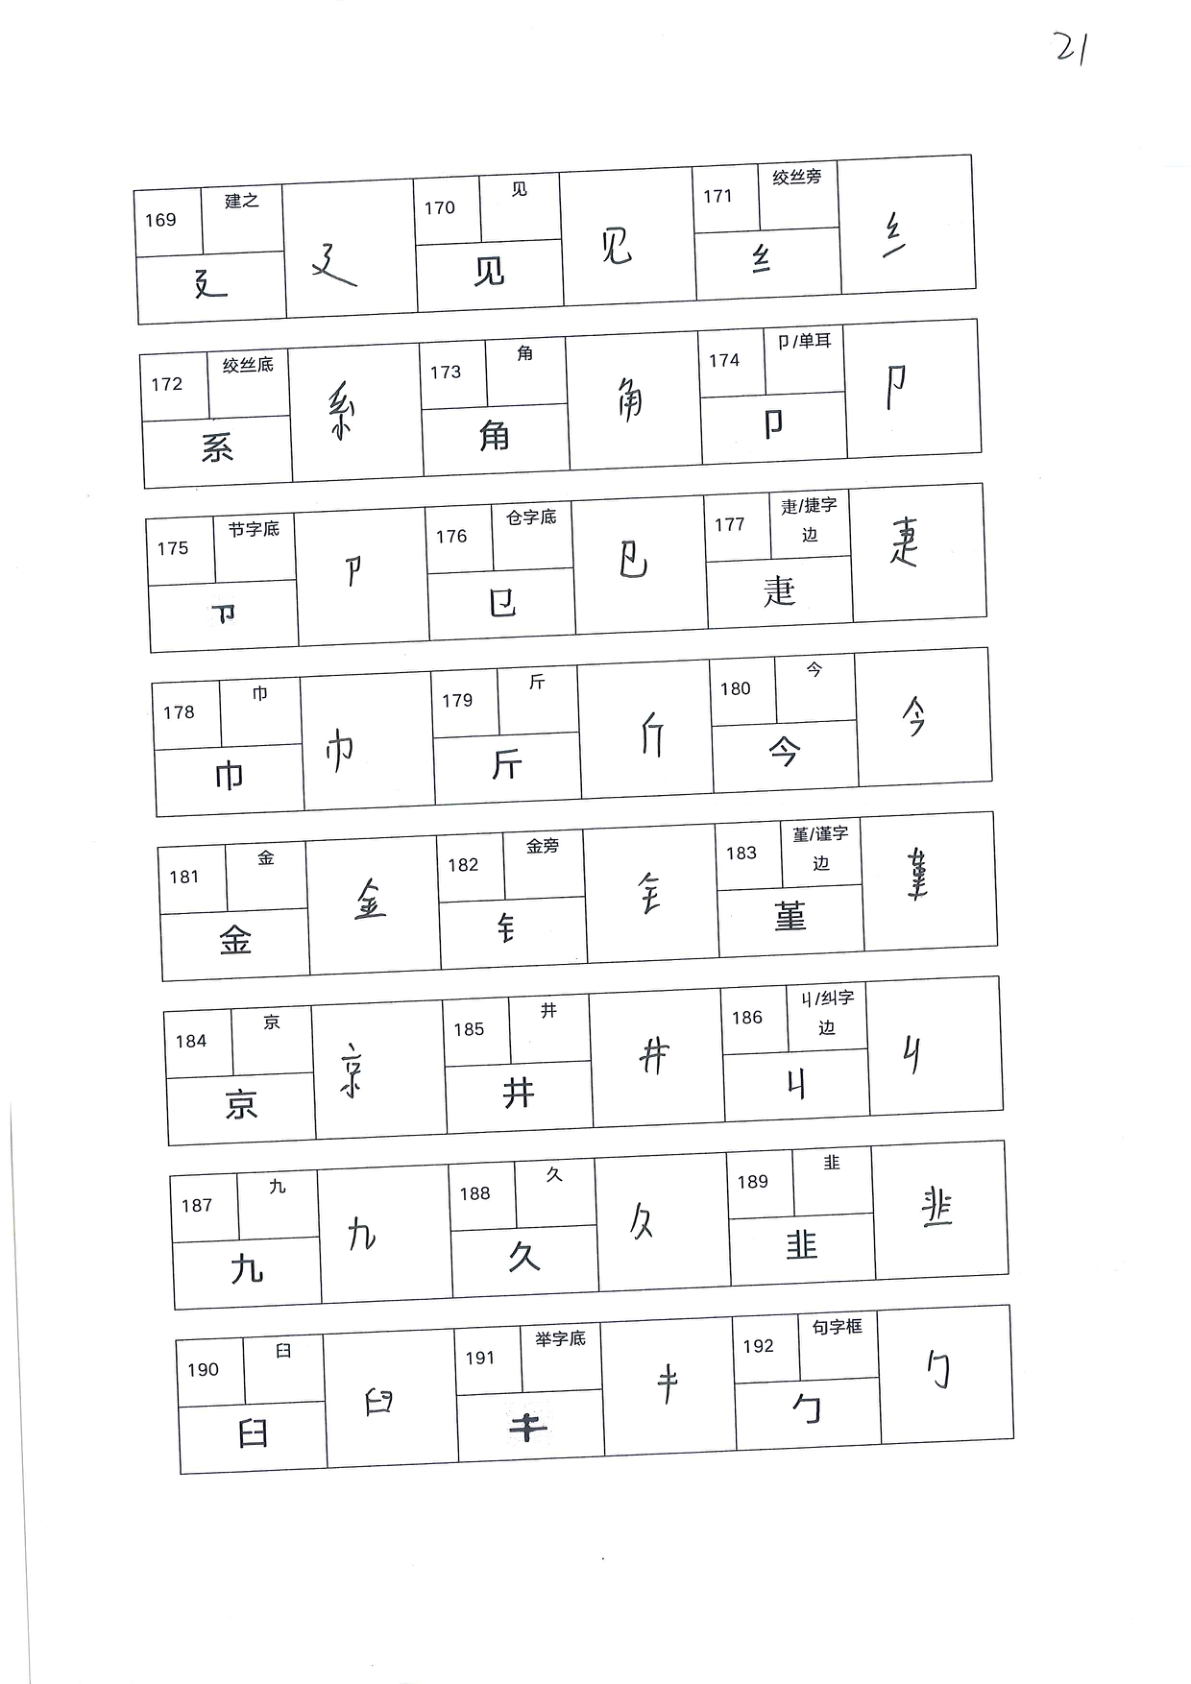 21
169 建之 廴 廴
170 见 见 见
171 绞丝旁 纟 纟
172 绞丝底 系 糸
173 角 角 角
174 卩/单耳 卩 卩
175 节字底 卩
176 仓字底 㔾 㔾
177 疌/捷字边 疌 疌
178 巾 巾 巾
179 斤 斤 斤
180 今 今 今
181 金 金 金
182 金旁 钅 钅
183 堇/谨字边 堇 堇
184 京 京 京
185 井 井 井
186 丩/纠字边 丩 丩
187 九 九 九
188 久 久 久
189 韭 韭 韭
190 臼 臼 臼
191 举字底
192 句字框 勹 勹